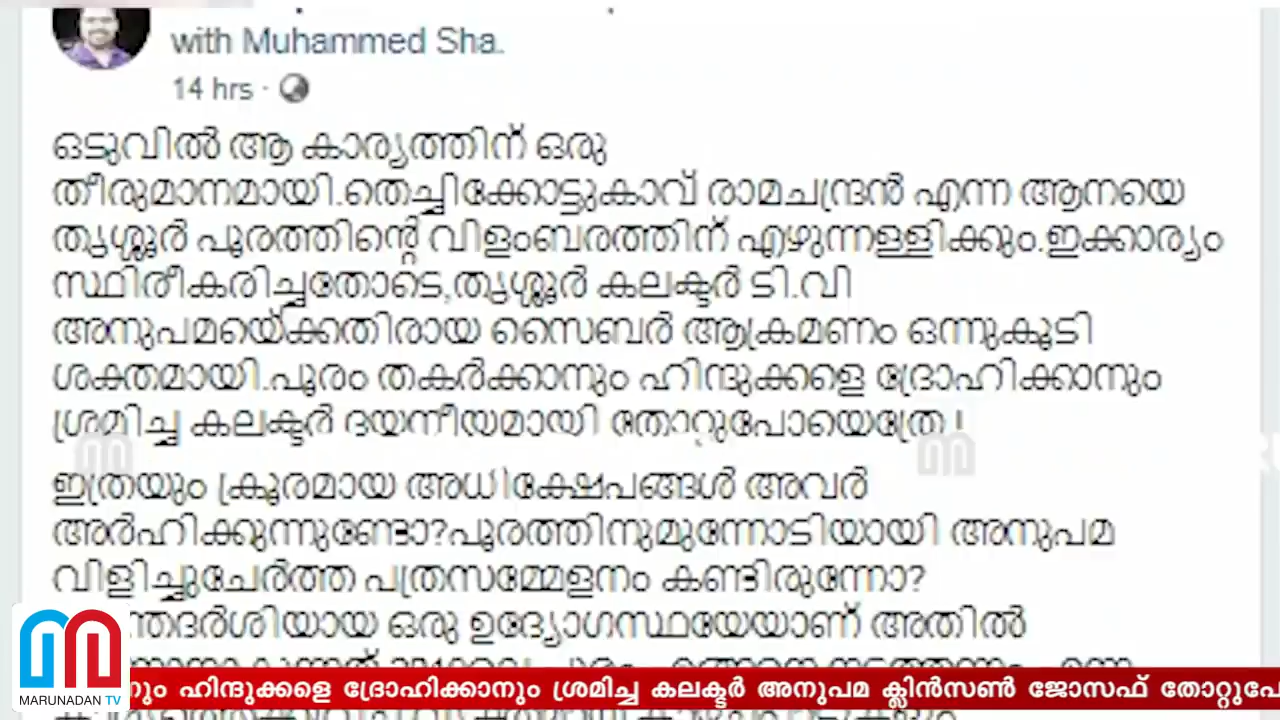 with Muhammed Sha.
14 hrs ·
ഒടുവിൽ ആ കാര്യത്തിന് ഒരു
തീരുമാനമായി.തെച്ചിക്കോട്ടുകാവ് രാമചന്ദ്രൻ എന്ന ആനയെ
തൃശ്ശൂർ പൂരത്തിന്റെ വിളംബരത്തിന് എഴുന്നള്ളിക്കും.ഇക്കാര്യം
സ്ഥിരീകരിച്ചതോടെ,തൃശ്ശൂർ കലക്ടർ ടി.വി
അനുപമയ്ക്കെതിരായ സൈബർ ആക്രമണം ഒന്നുകൂടി
ശക്തമായി.പൂരം തകർക്കാനും ഹിന്ദുക്കളെ ദ്രോഹിക്കാനും
ശ്രമിച്ച കലക്ടർ ദയനീയമായി തോറ്റുപോയെത്രേ !
ഇത്രയും ക്രൂരമായ അധിക്ഷേപങ്ങൾ അവർ
അർഹിക്കുന്നുണ്ടോ?പൂരത്തിനുമുന്നോടിയായി അനുപമ
വിളിച്ചുചേർത്ത പത്രസമ്മേളനം കണ്ടിരുന്നോ?
ഒരു ഉദ്യോഗസ്ഥയേയാണ് അതിൽ
MARUNADAN TV
ഹിന്ദുക്കളെ ദ്രോഹിക്കാനും ശ്രമിച്ച കലക്ടർ അനുപമ ക്ലിൻസൺ ജോസഫ്